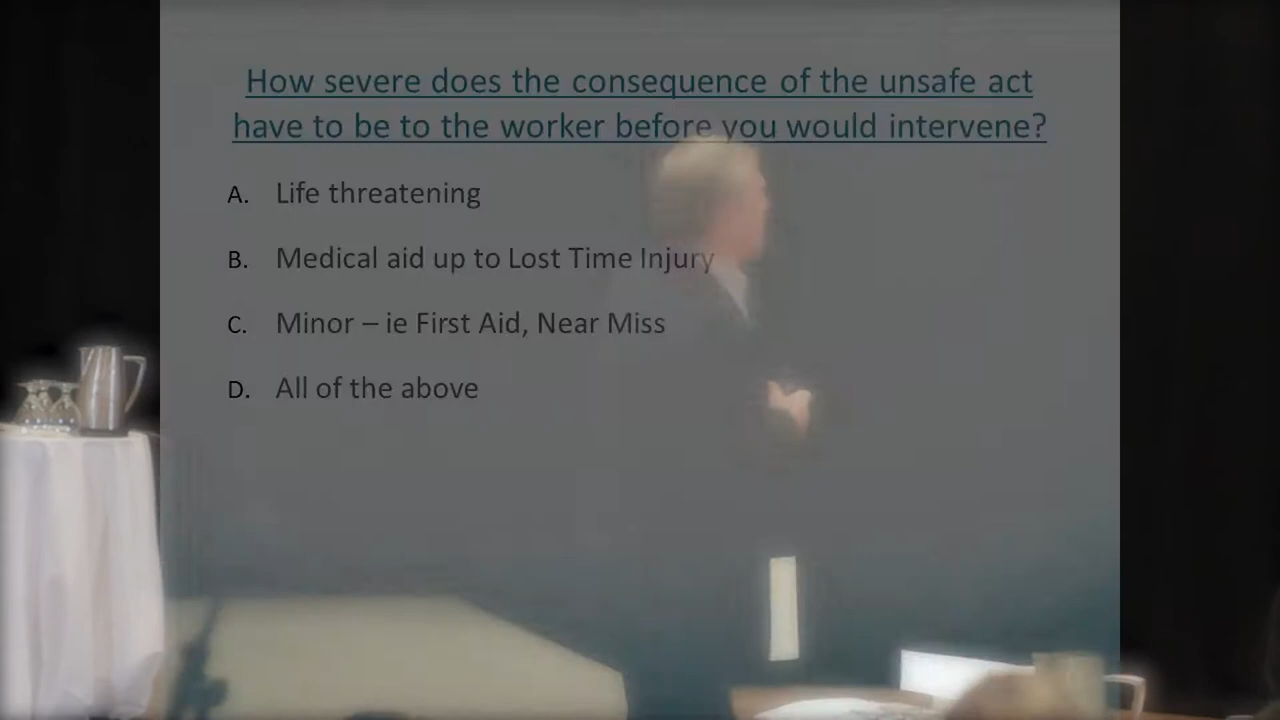 How severe does the consequence of the unsafe act
have to be to the worker before you would intervene?
A. Life threatening
B. Medical aid up to Lost Time Injury
C. Minor – ie First Aid, Near Miss
D. All of the above